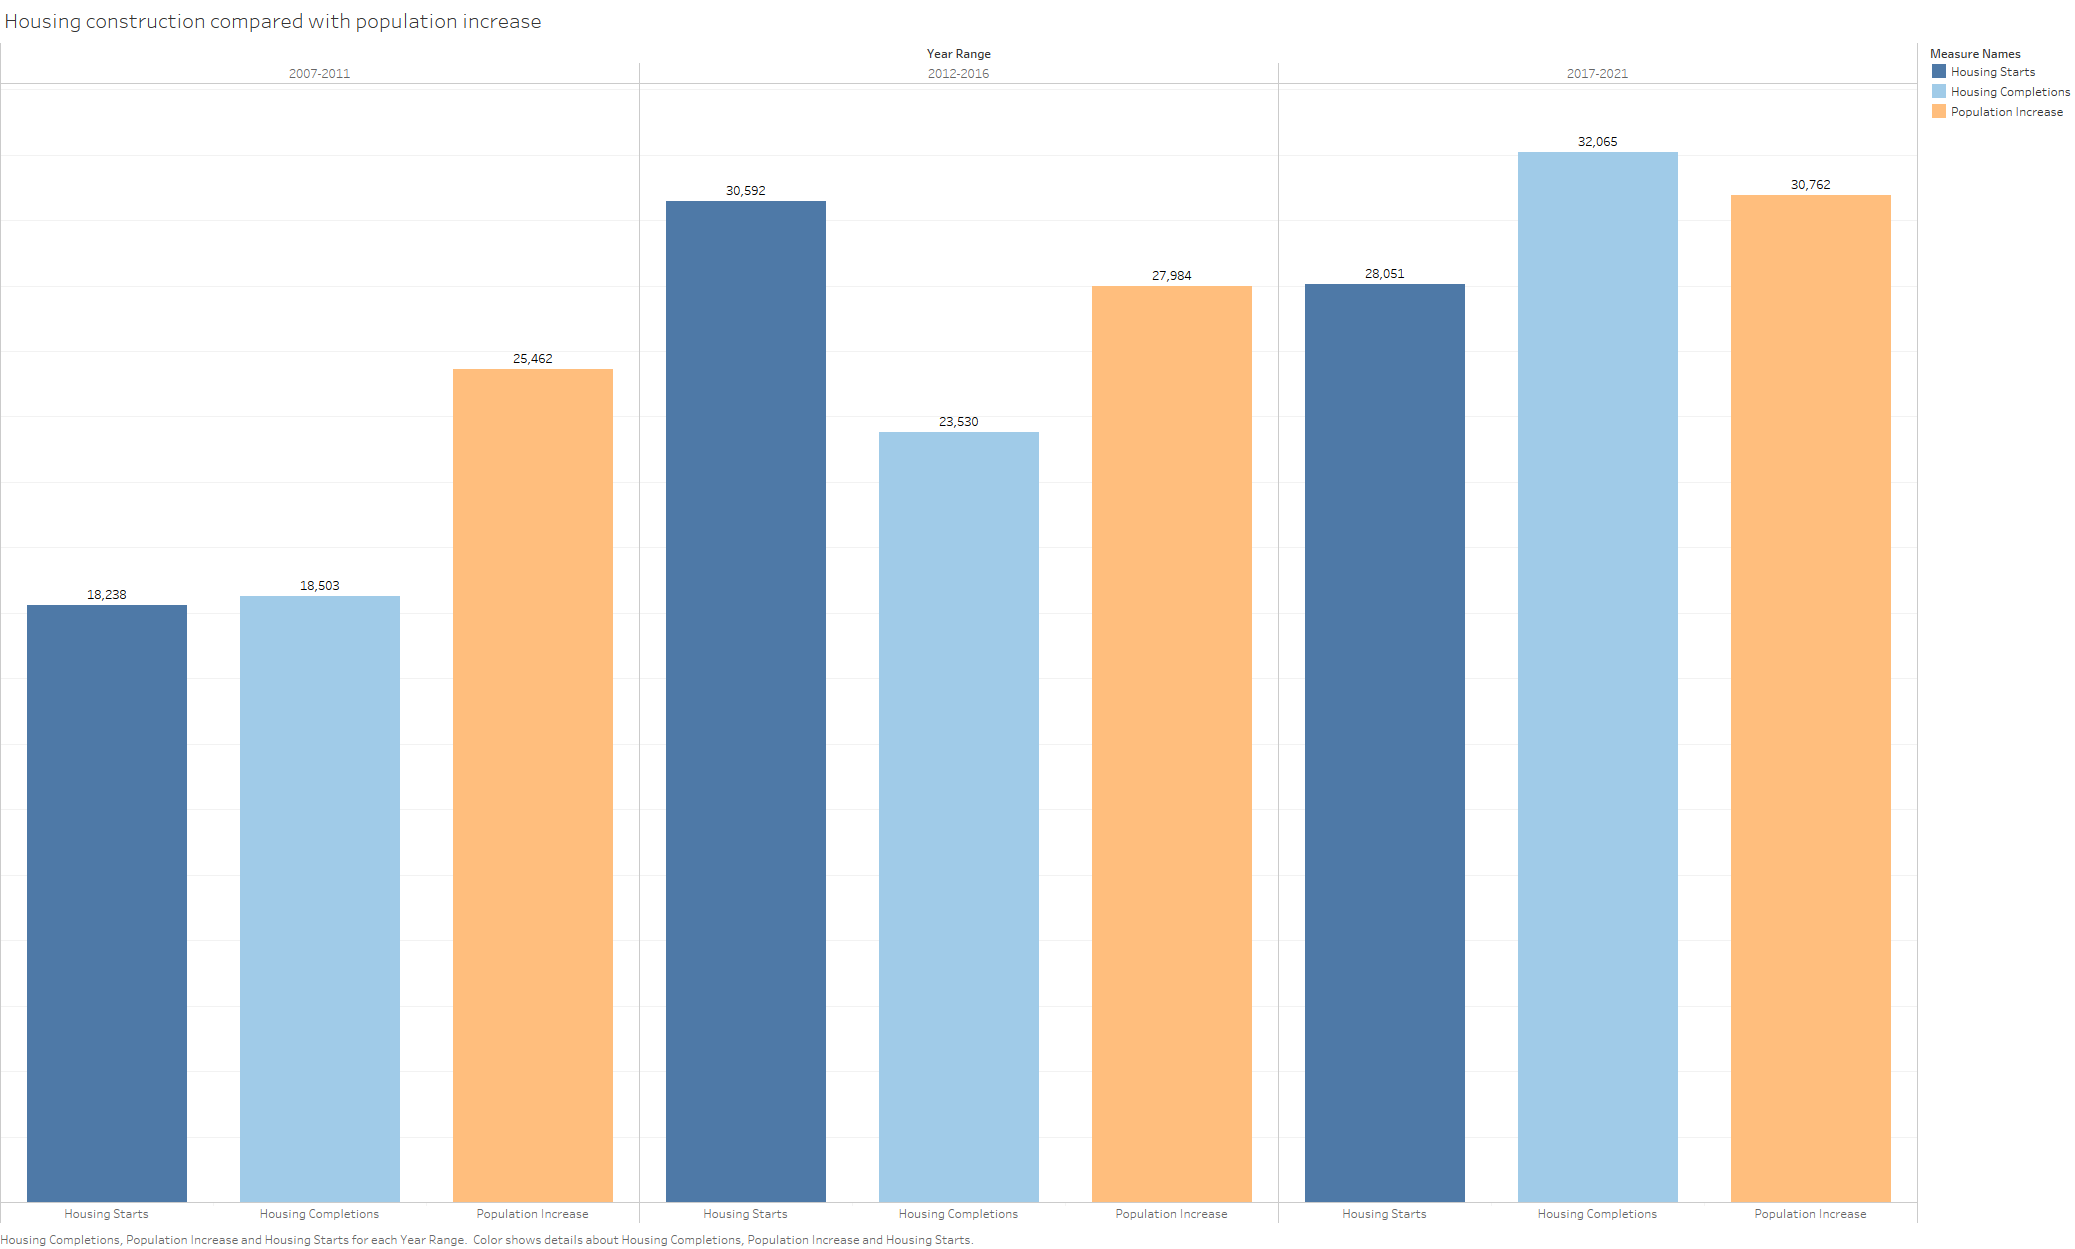 Housing construction compared with population increase
Year Range
2007-2011 2012-2016 2017-2021
Measure Names
Housing Starts
Housing Completions
Population Increase
18,238 18,503 25,462 30,592 23,530 27,984 28,051 32,065 30,762
Housing Starts Housing Completions Population Increase Housing Starts Housing Completions Population Increase Housing Starts Housing Completions Population Increase
Housing Completions, Population Increase and Housing Starts for each Year Range.  Color shows details about Housing Completions, Population Increase and Housing Starts.